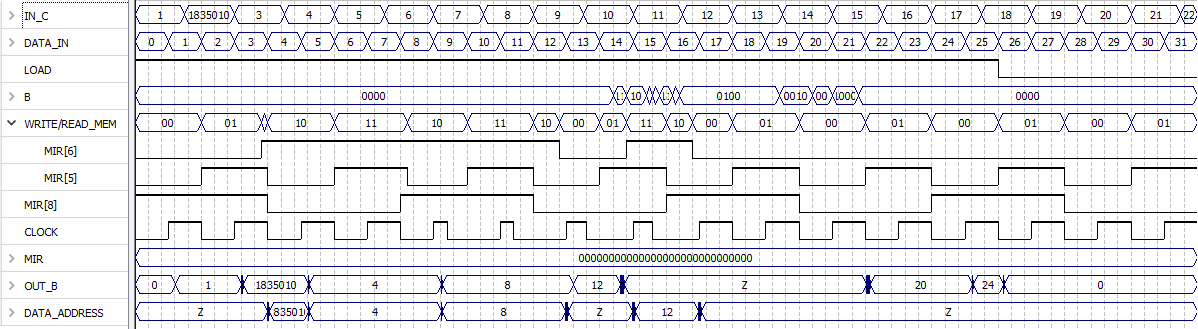 IN_C 1 1835010 3 4 5 6 7 8 9 10 11 12 13 14 15 16 17 18 19 20 21 22
DATA_IN 0 1 2 3 4 5 6 7 8 9 10 11 12 13 14 15 16 17 18 19 20 21 22 23 24 25 26 27 28 29 30 31
LOAD
B 0000 10 0100 0010 00 0000
WRITE/READ_MEM 00 01 10 11 10 11 10 00 01 11 10 00 01 00 01 00 01 00 01
MIR[6]
MIR[5]
MIR[8]
CLOCK
MIR
OUT_B 0 1 1835010 4 8 12 Z 20 24 0
DATA_ADDRESS Z 83501 4 8 Z 12 Z